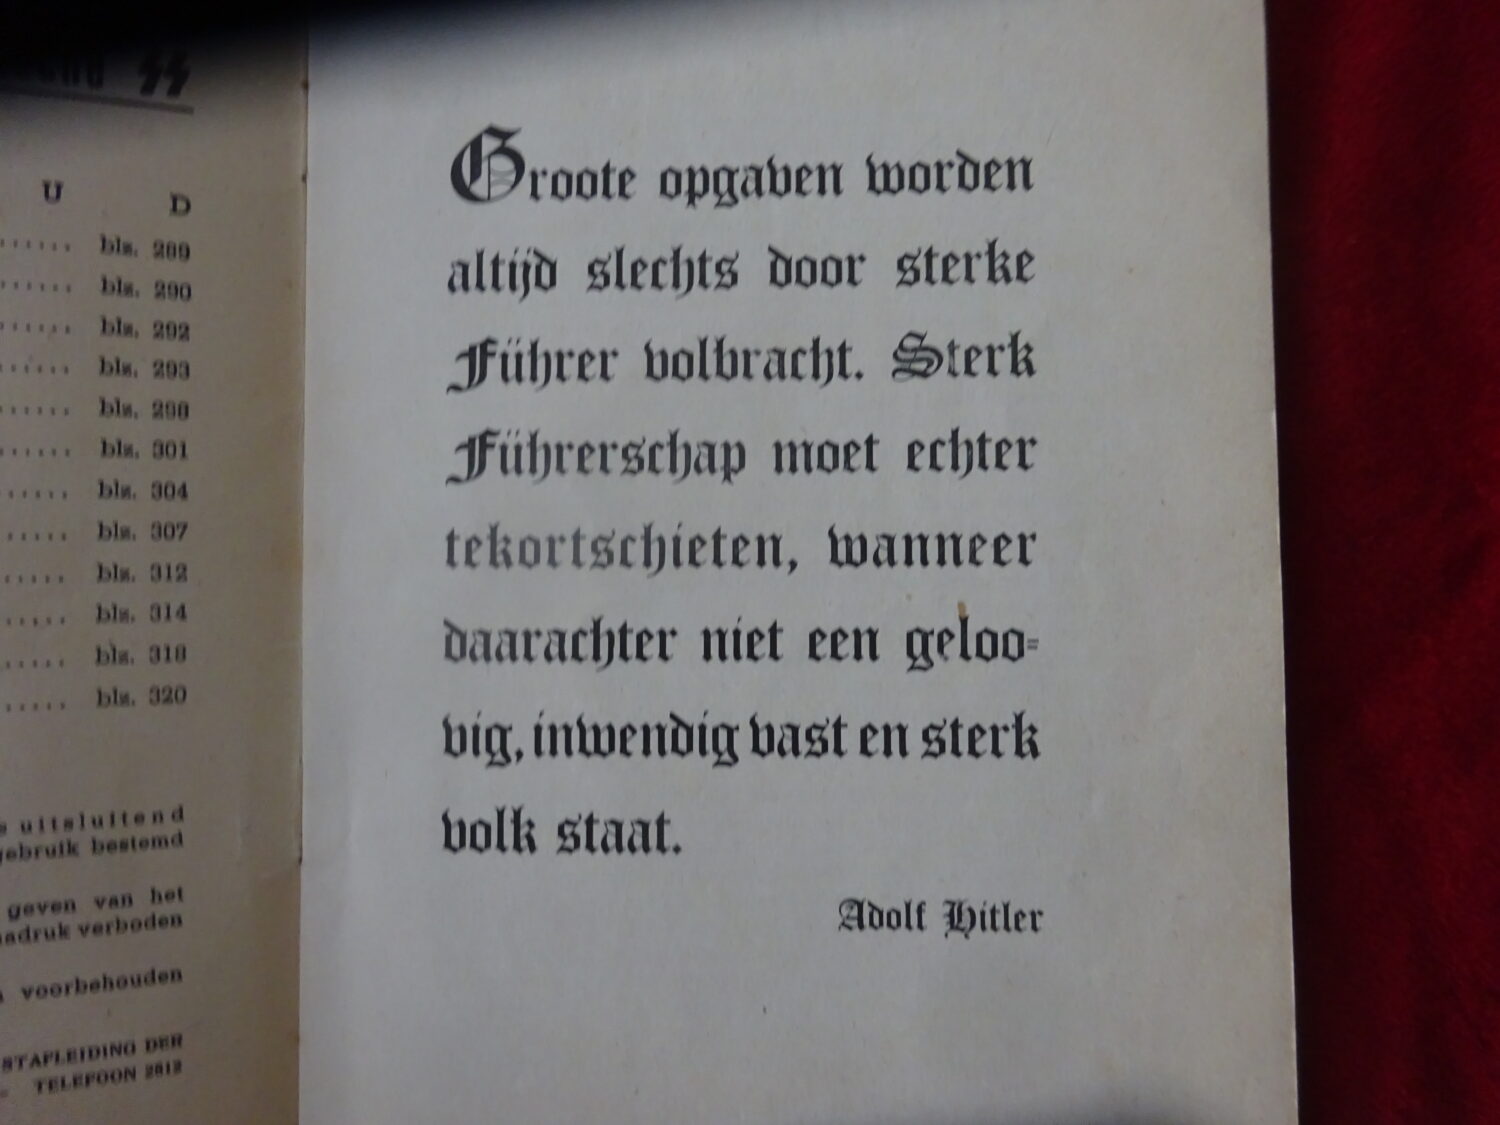 SS
U D
bls. 289
bls. 290
bls. 292
bls. 293
bls. 298
bls. 301
bls. 304
bls. 307
bls. 312
bls. 314
bls. 318
bls. 320
uitsluitend
gebruik bestemd
geven van het
nadruk verboden
voorbehouden
STAFLEIDING DER
TELEFOON 2812
Groote opgaven worden
altijd slechts door sterke
Führer volbracht. Sterk
Führerschap moet echter
tekortschieten, wanneer
daarachter niet een geloo-
vig, inwendig vast en sterk
volk staat.
Adolf Hitler